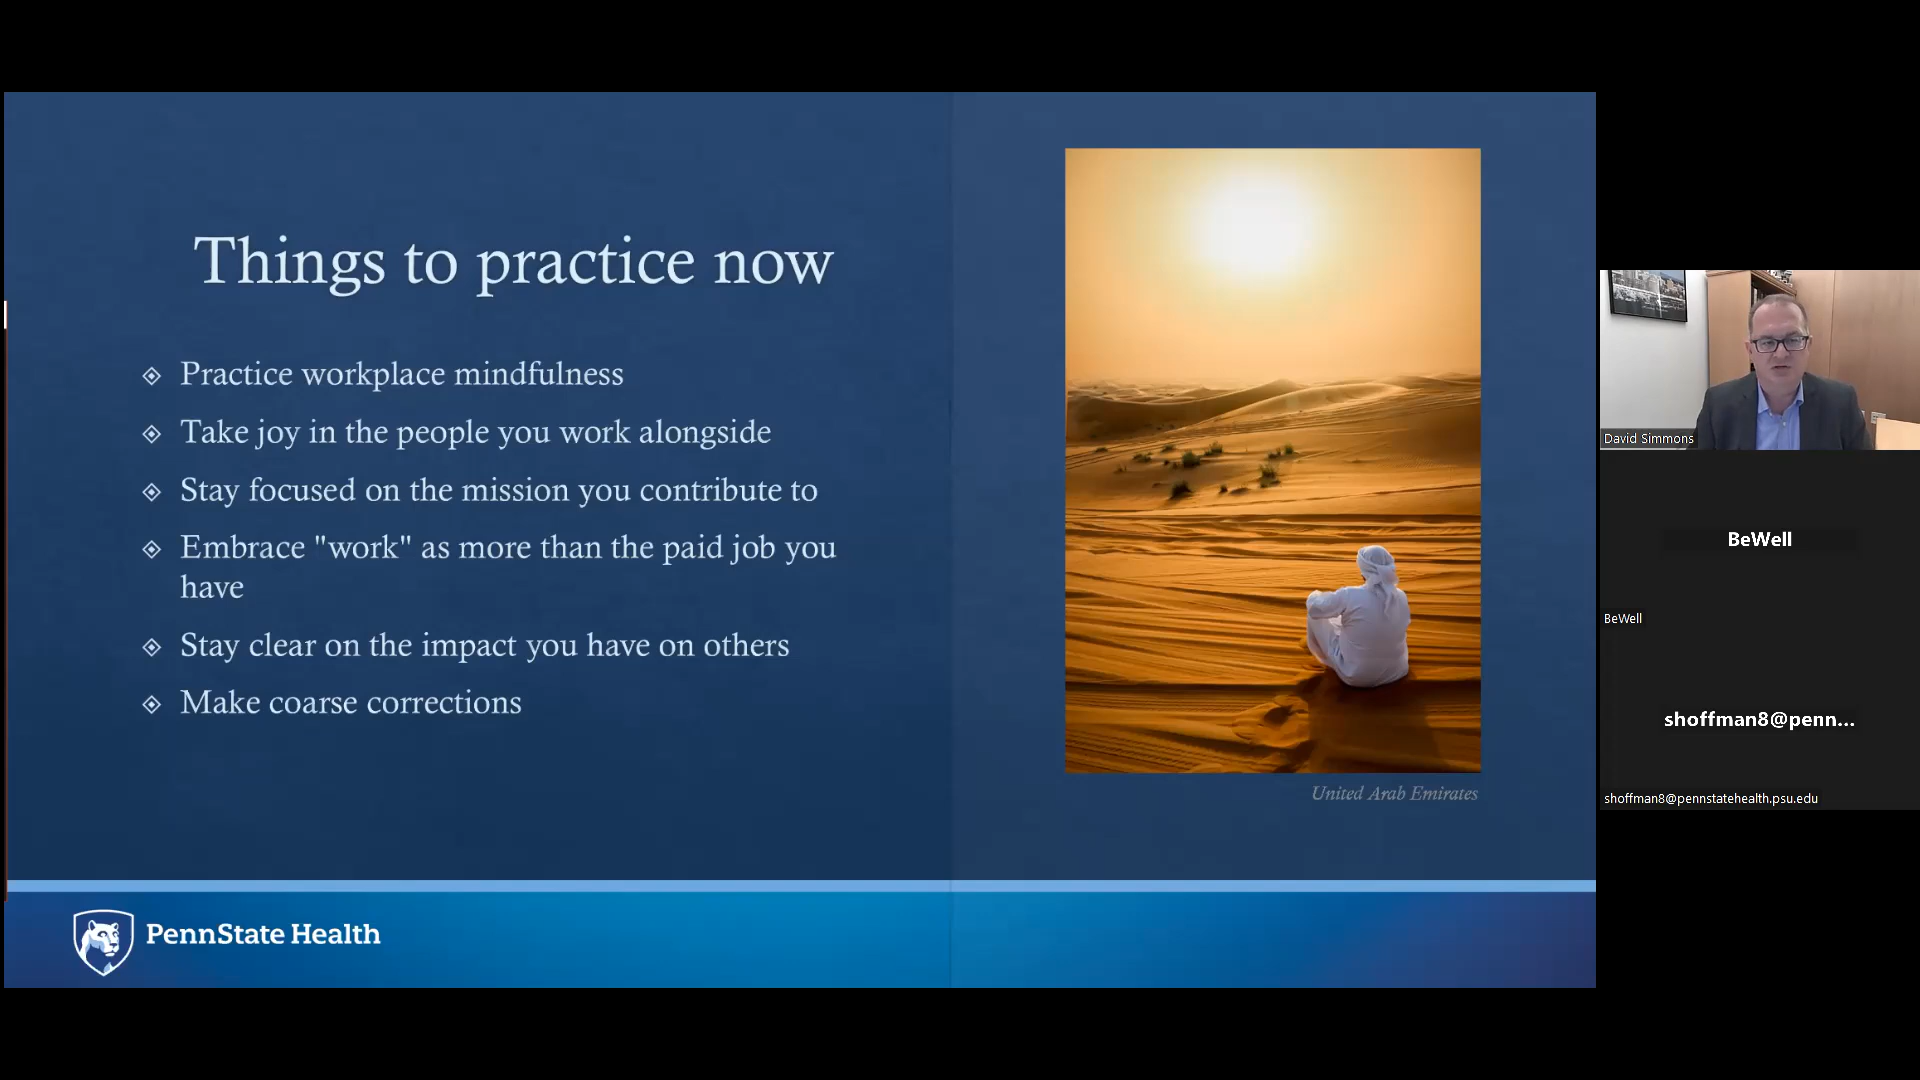 Things to practice now
Practice workplace mindfulness
Take joy in the people you work alongside
Stay focused on the mission you contribute to
Embrace "work" as more than the paid job you
have
Stay clear on the impact you have on others
Make coarse corrections
United Arab Emirates
PennState Health
David Simmons
BeWell
BeWell
shoffman8@penn...
shoffman8@pennstatehealth.psu.edu